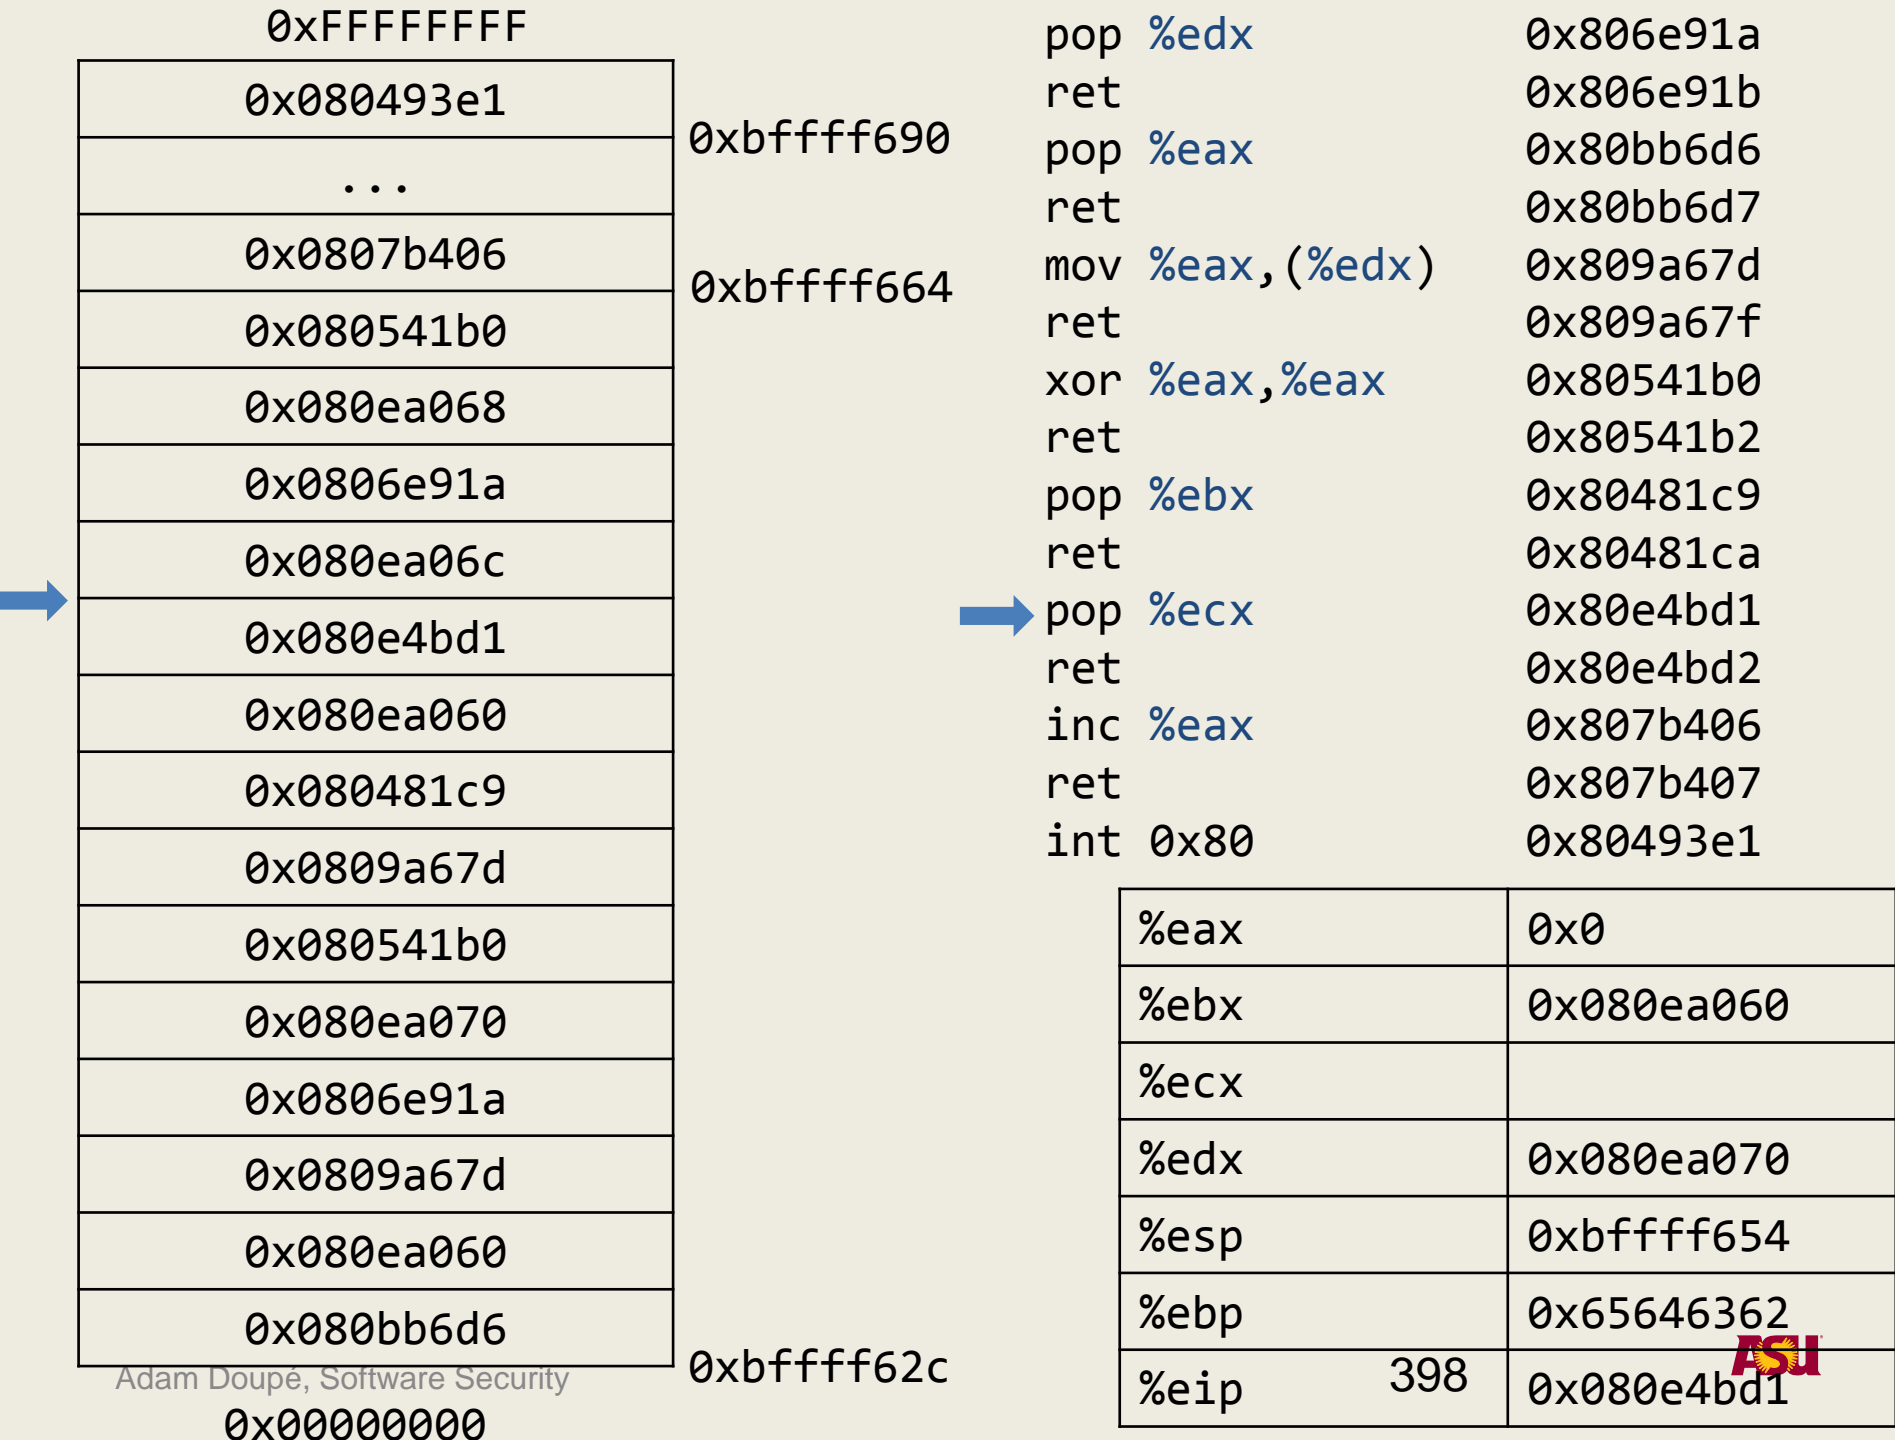 0xFFFFFFFF
0x080493e1
0xbffff690
...
0x0807b406
0xbffff664
0x080541b0
0x080ea068
0x0806e91a
0x080ea06c
0x080e4bd1
0x080ea060
0x080481c9
0x0809a67d
0x080541b0
0x080ea070
0x0806e91a
0x0809a67d
0x080ea060
0x080bb6d6
0xbffff62c
Adam Doupé, Software Security
0x00000000
pop %edx 0x806e91a
ret 0x806e91b
pop %eax 0x80bb6d6
ret 0x80bb6d7
mov %eax,(%edx) 0x809a67d
ret 0x809a67f
xor %eax,%eax 0x80541b0
ret 0x80541b2
pop %ebx 0x80481c9
ret 0x80481ca
pop %ecx 0x80e4bd1
ret 0x80e4bd2
inc %eax 0x807b406
ret 0x807b407
int 0x80 0x80493e1
%eax 0x0
%ebx 0x080ea060
%ecx
%edx 0x080ea070
%esp 0xbffff654
%ebp 0x65646362
%eip 0x080e4bd1
398
ASU